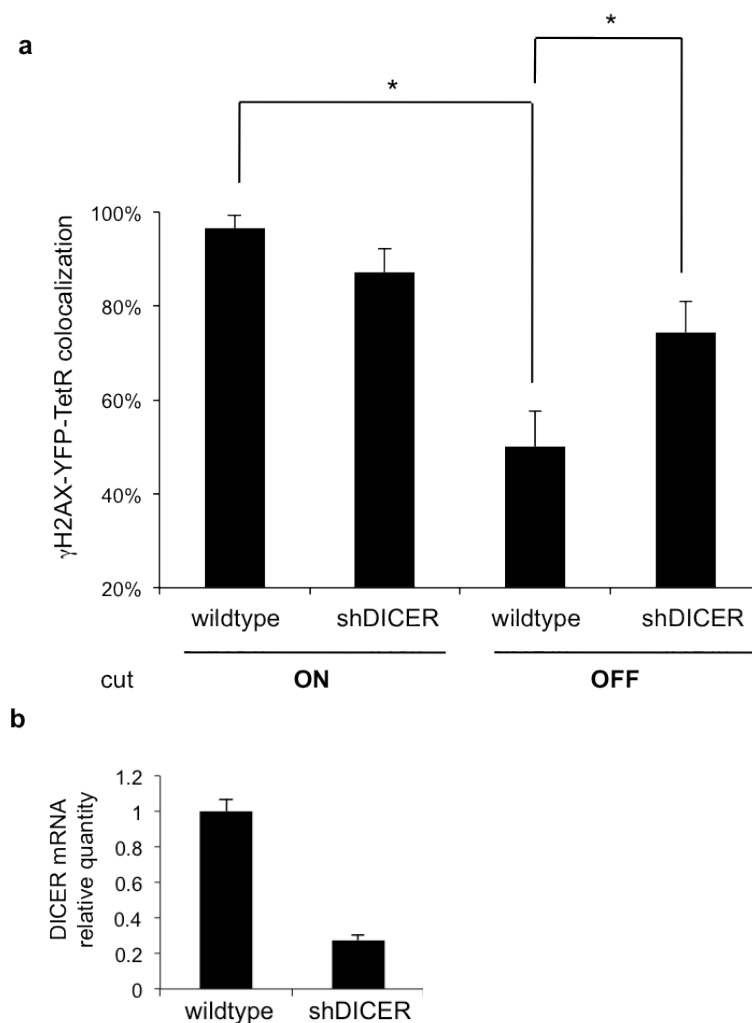 a
*
*
γH2AX-YFP-TetR colocalization
100%
80%
60%
40%
20%
wildtype shDICER wildtype shDICER
cut ON OFF
b
DICER mRNA
relative quantity
1.2
1
0.8
0.6
0.4
0.2
0
wildtype shDICER